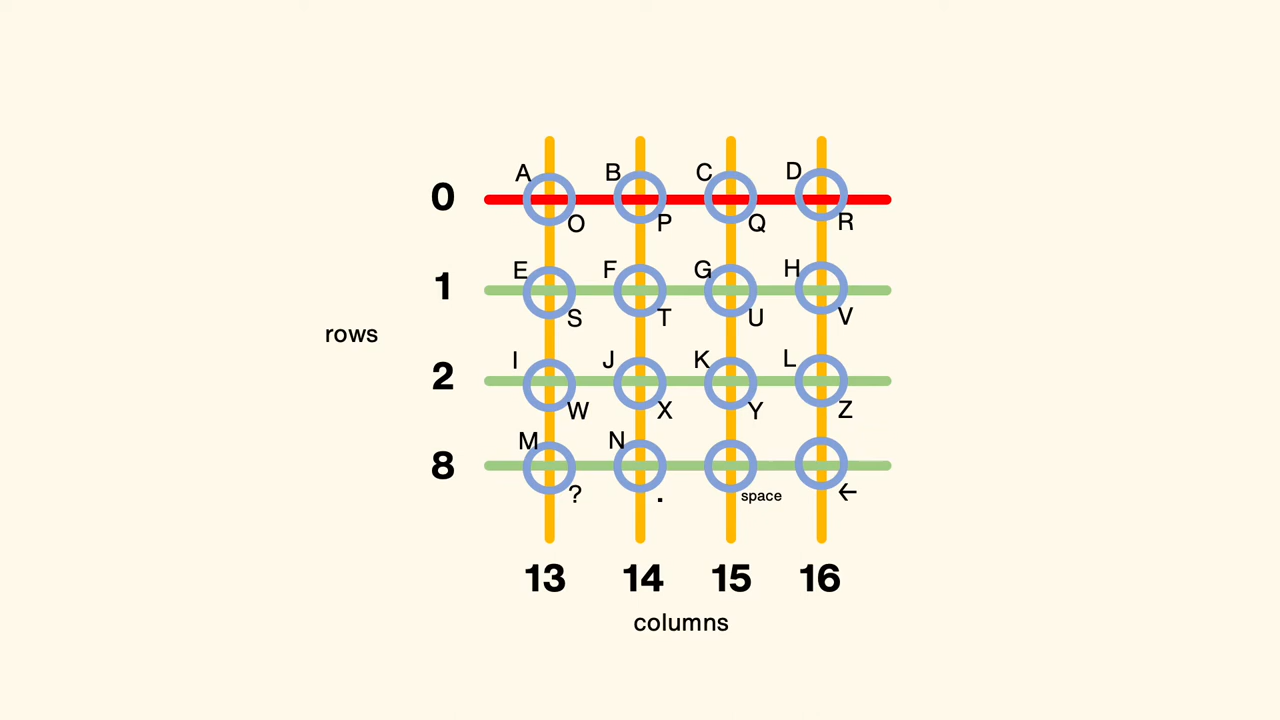 A B C D
0
O P Q R
E F G H
1
S T U V
rows
I J K L
2
W X Y Z
M N
8
? . space ←
13 14 15 16
columns